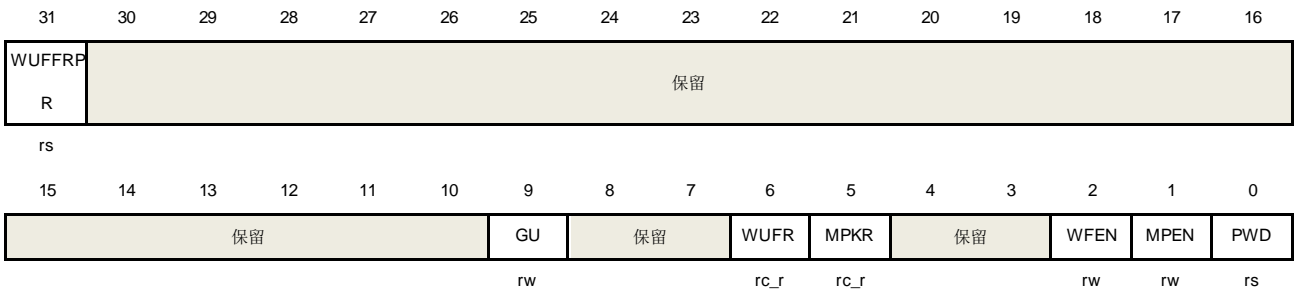 31 30 29 28 27 26 25 24 23 22 21 20 19 18 17 16
WUFFRP
R
保留
rs
15 14 13 12 11 10 9 8 7 6 5 4 3 2 1 0
保留 GU 保留 WUFR MPKR 保留 WFEN MPEN PWD
rw rc_r rc_r rw rw rs